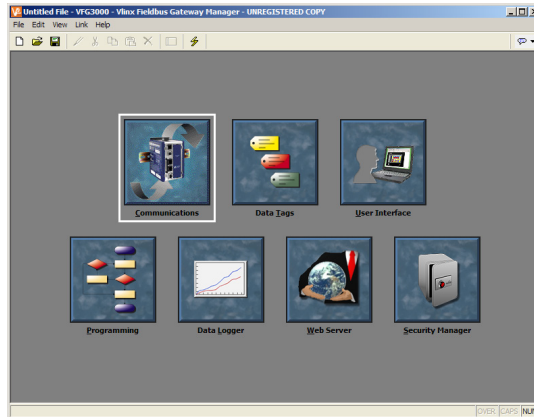 Untitled File - VFG3000 - Vlinx Fieldbus Gateway Manager - UNREGISTERED COPY
File Edit View Link Help
Communications Data Tags User Interface
Programming Data Logger Web Server Security Manager
OVER CAPS NUM